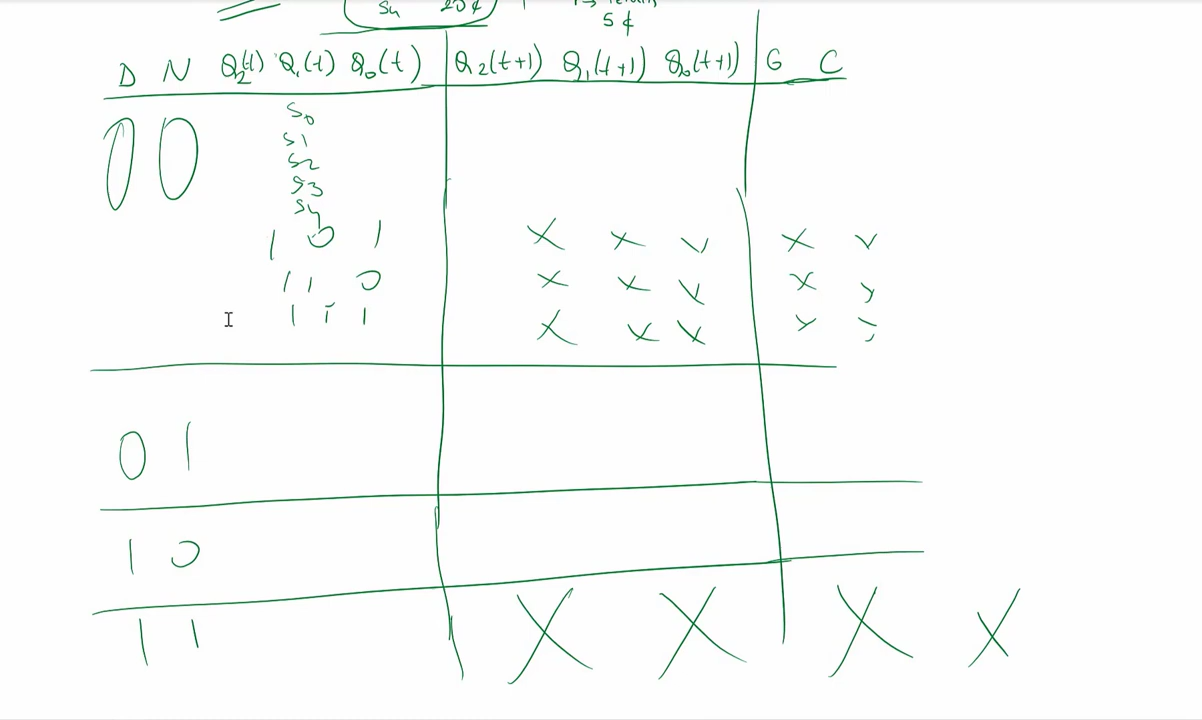 S4 25¢
5¢
D N Q2(t) Q1(t) Q0(t) Q2(t+1) Q1(t+1) Q0(t+1) G C
0 0
S0
S1
S2
S3
S4
1 0 1 X X X X X
1 1 0 X X X X X
1 1 1 X X X X X
0 1
1 0
1 1 X X X X